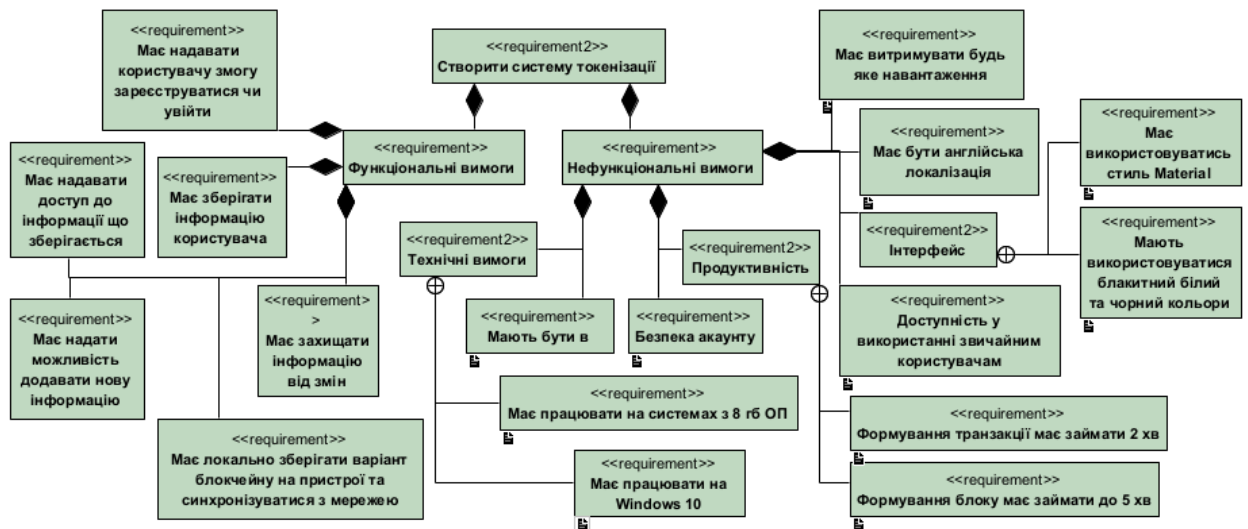 <<requirement>>
Має надавати
користувачу змогу
зареєструватися чи
увійти
<<requirement2>>
Створити систему токенізації
<<requirement>>
Має витримувати будь
яке навантаження
<<requirement>>
Має надавати
доступ до
інформації що
зберігається
<<requirement>>
Має зберігати
інформацію
користувача
<<requirement>>
Функціональні вимоги
<<requirement>>
Нефункціональні вимоги
<<requirement>>
Має бути англійська
локалізація
<<requirement>>
Має
використовуватись
стиль Material
<<requirement2>>
Технічні вимоги
<<requirement2>>
Продуктивність
<<requirement2>>
Інтерфейс
<<requirement>>
Мають
використовуватися
блакитний білий
та чорний кольори
<<requirement>>
Має надати
можливість
додавати нову
інформацію
<<requirement
>
Має захищати
інформацію
від змін
<<requirement>>
Мають бути в
<<requirement>>
Безпека акаунту
<<requirement>>
Доступність у
використанні звичайним
користувачам
<<requirement>>
Має працювати на системах з 8 гб ОП
<<requirement>>
Формування транзакції має займати 2 хв
<<requirement>>
Має локально зберігати варіант
блокчейну на пристрої та
синхронізуватися з мережею
<<requirement>>
Має працювати на
Windows 10
<<requirement>>
Формування блоку має займати до 5 хв